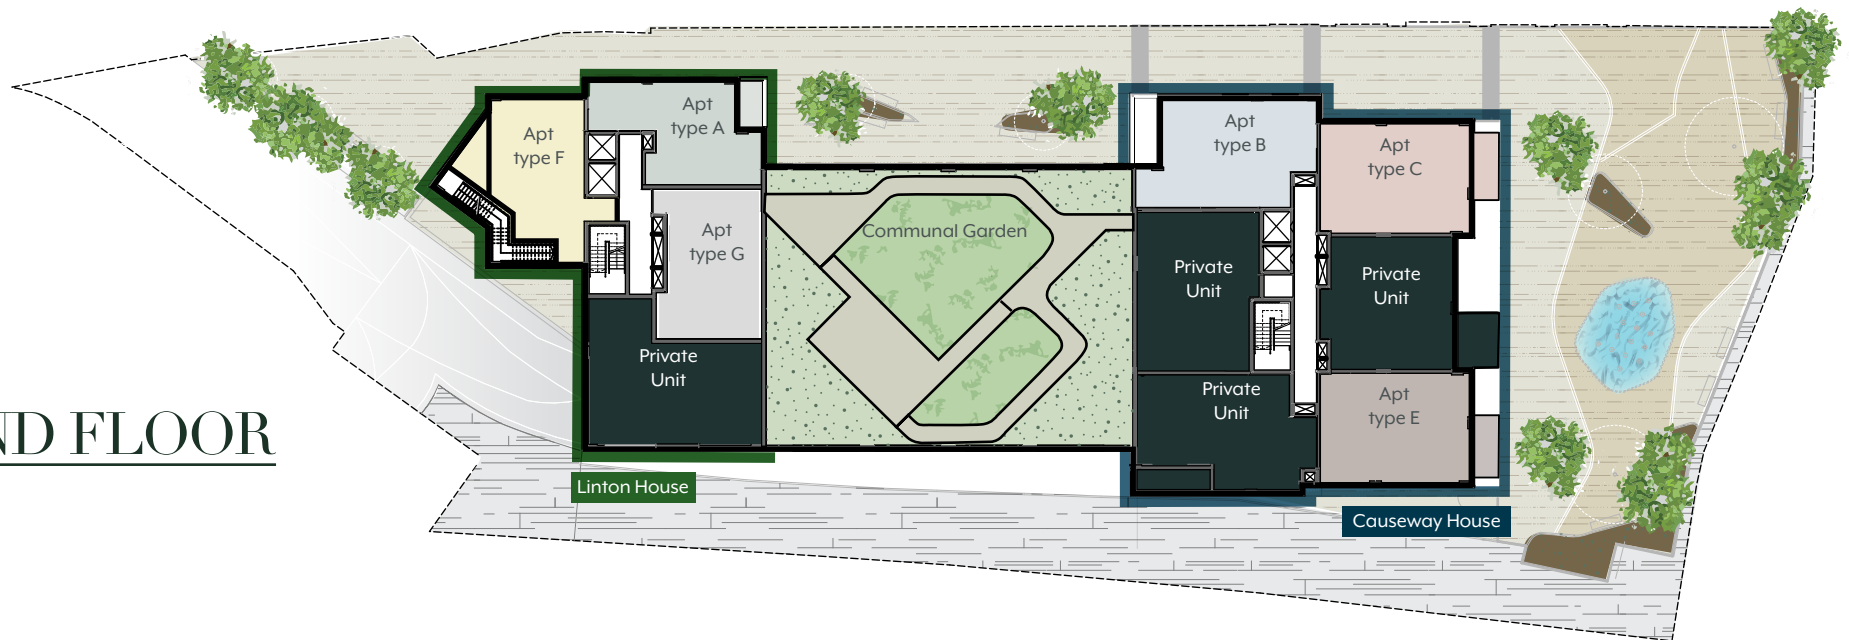 ND FLOOR
Apt
type F
Apt
type A
Apt
type G
Private
Unit
Linton House
Communal Garden
Apt
type B
Apt
type C
Private
Unit
Private
Unit
Private
Unit
Apt
type E
Causeway House